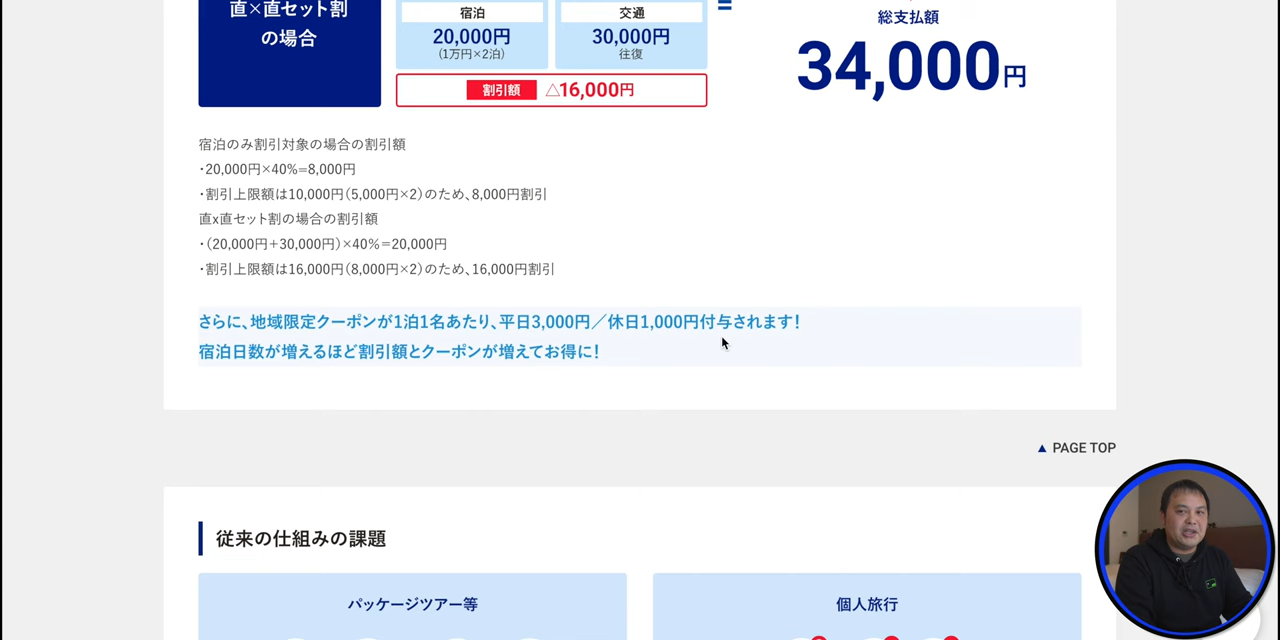 直×直セット割
の場合
宿泊
20,000円
(1万円×2泊)
交通
30,000円
往復
=
割引額 △16,000円
総支払額
34,000円
宿泊のみ割引対象の場合の割引額
・20,000円×40%=8,000円
・割引上限額は10,000円(5,000円×2)のため、8,000円割引
直x直セット割の場合の割引額
・(20,000円+30,000円)×40%=20,000円
・割引上限額は16,000円(8,000円×2)のため、16,000円割引
さらに、地域限定クーポンが1泊1名あたり、平日3,000円/休日1,000円付与されます!
宿泊日数が増えるほど割引額とクーポンが増えてお得に!
▲ PAGE TOP
従来の仕組みの課題
パッケージツアー等
個人旅行